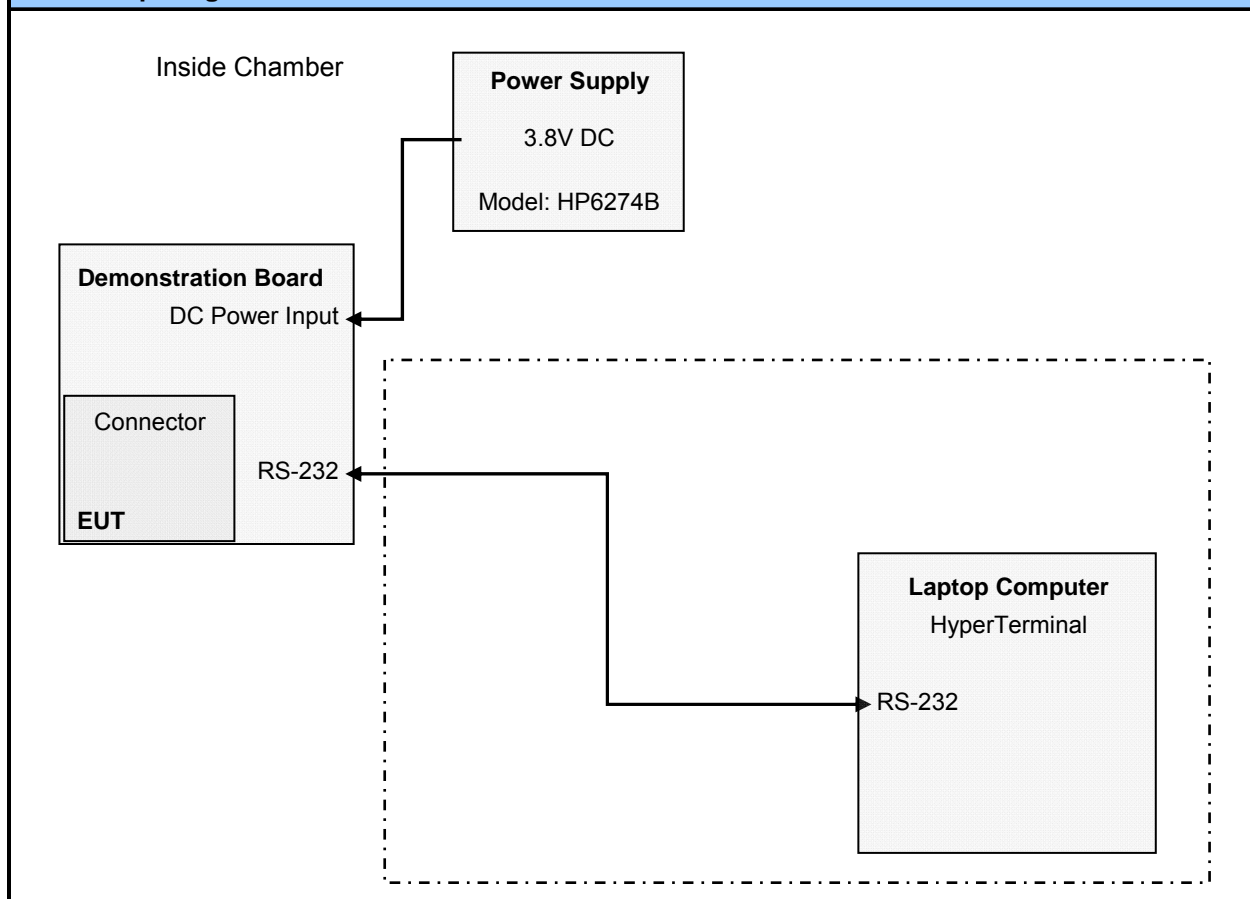 Inside Chamber
Power Supply
3.8V DC
Model: HP6274B
Demonstration Board
DC Power Input
Connector
RS-232
EUT
Laptop Computer
HyperTerminal
RS-232